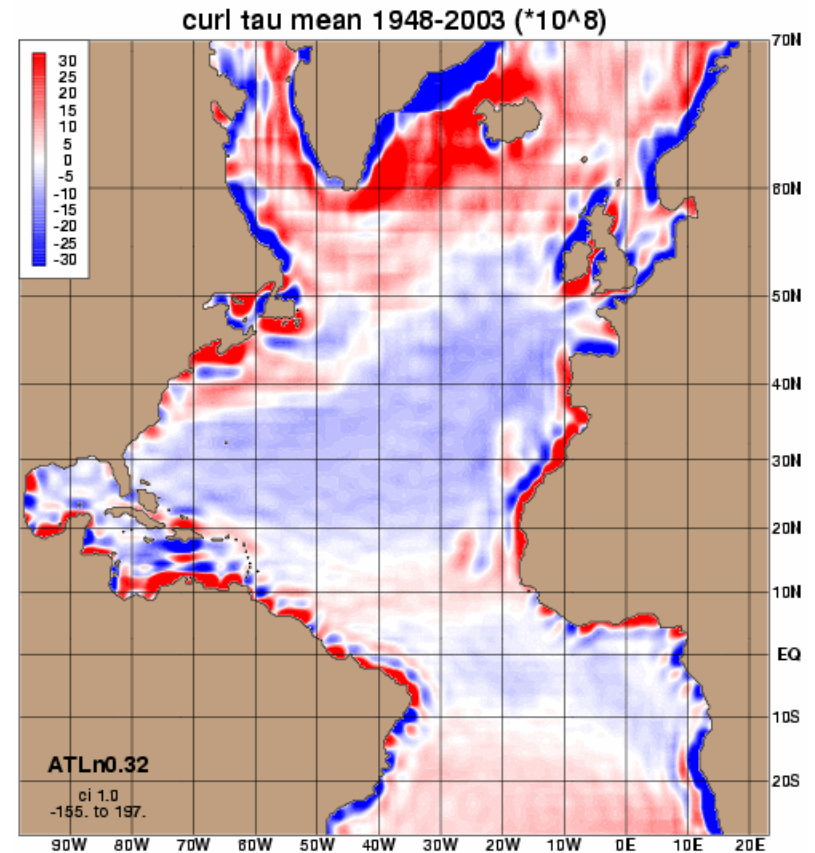 curl tau mean 1948-2003 (*10^8)
30
25
20
15
10
5
0
-5
-10
-15
-20
-25
-30
70N
60N
50N
40N
30N
20N
10N
EQ
10S
20S
ATLn0.32
ci 1.0
-155. to 197.
90W 80W 70W 60W 50W 40W 30W 20W 10W 0E 10E 20E